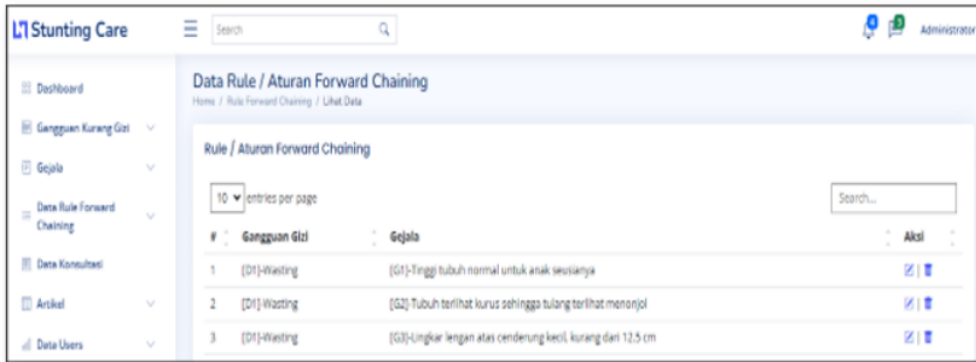 Stunting Care
Search
4
3
Administrator
Dashboard
Gangguan Kurang Gizi
Gejala
Data Rule Forward
Chaining
Data Konsultasi
Artikel
Data Users
Data Rule / Aturan Forward Chaining
Home / Rule Forward Chaining / Lihat Data
Rule / Aturan Forward Chaining
10 entries per page
Search...
# Gangguan Gizi Gejala Aksi
1 [D1]-Wasting [G1]-Tinggi tubuh normal untuk anak seusianya |
2 [D1]-Wasting [G2]-Tubuh terlihat kurus sehingga tulang terlihat menonjol |
3 [D1]-Wasting [G3]-Lingkar lengan atas cenderung kecil, kurang dari 12.5 cm |